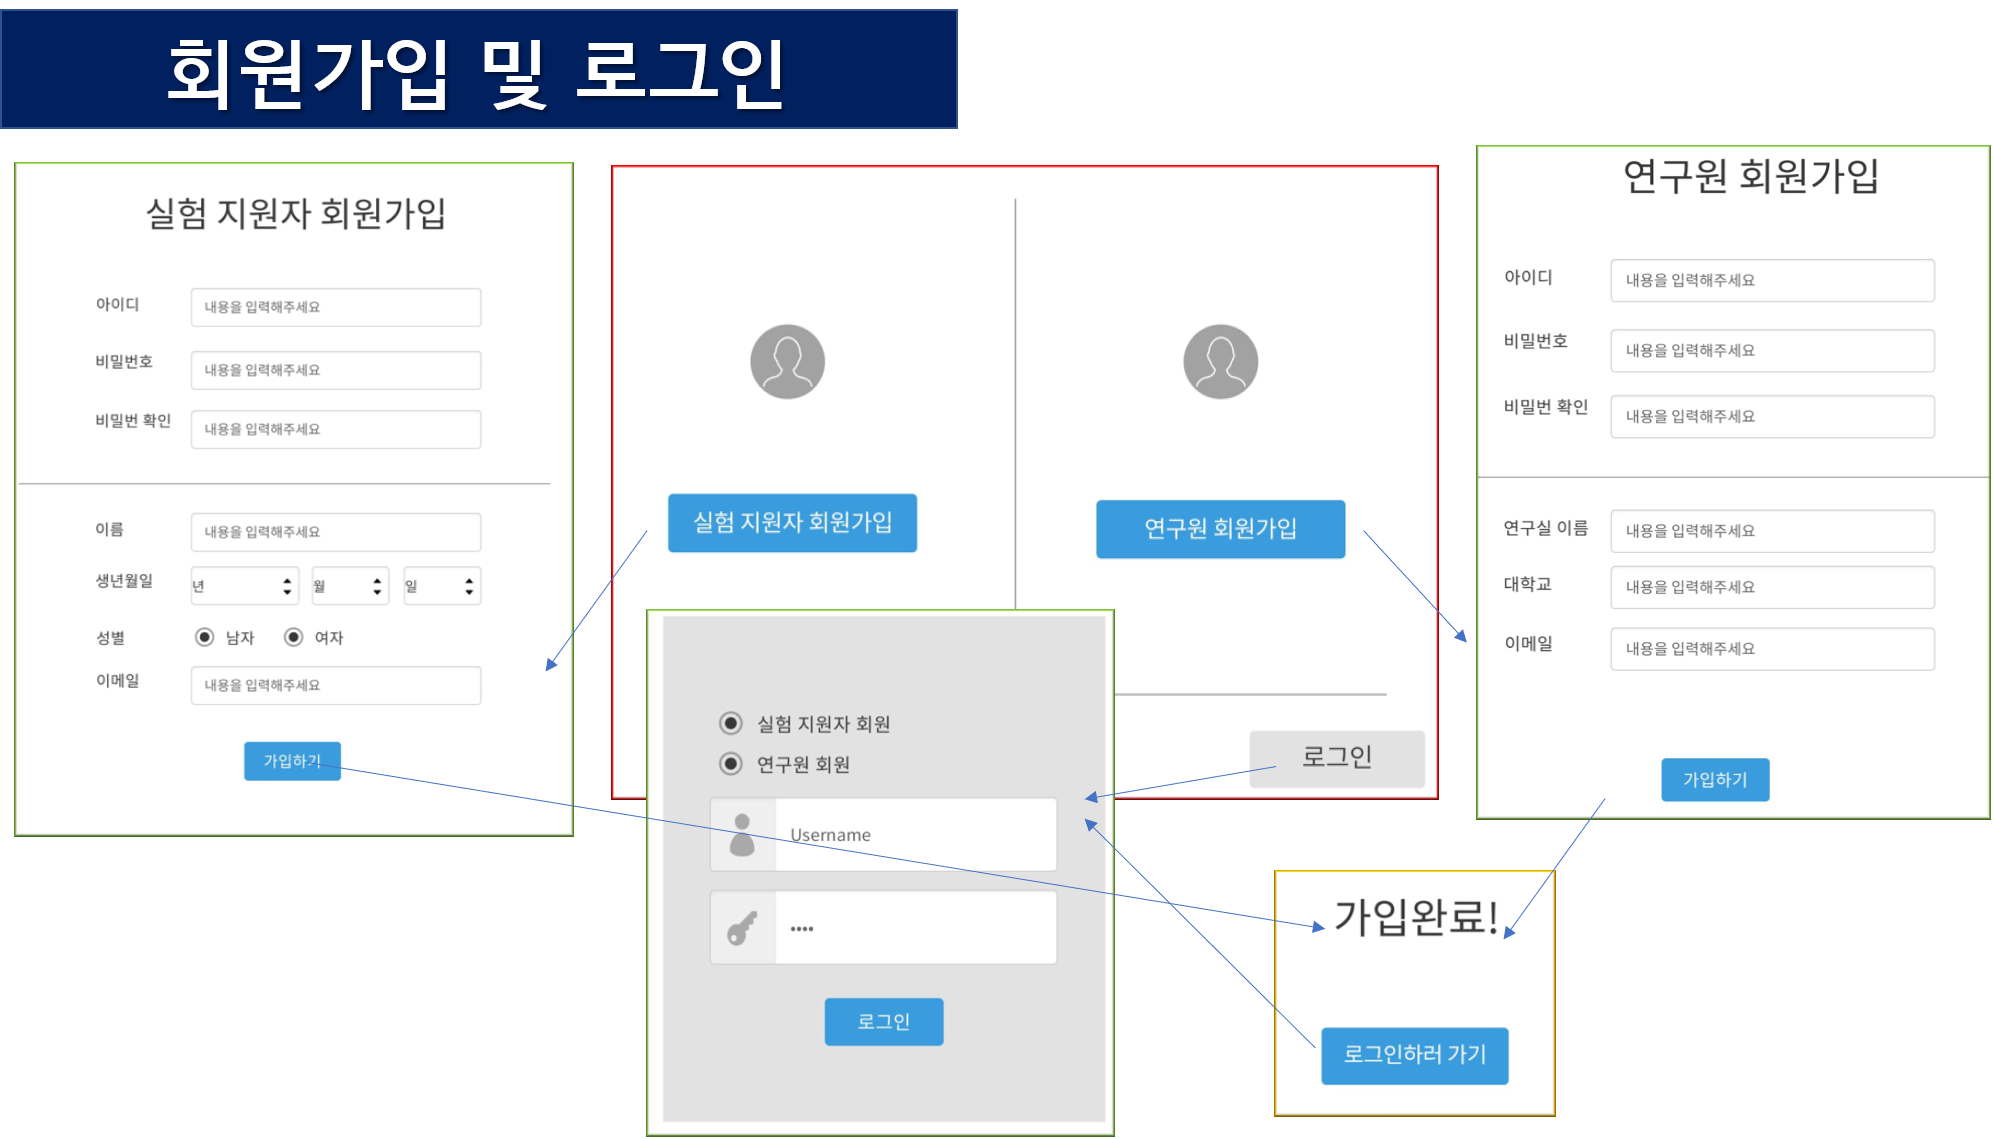 회원가입 및 로그인
실험 지원자 회원가입
아이디 내용을 입력해주세요
비밀번호 내용을 입력해주세요
비밀번 확인 내용을 입력해주세요
이름 내용을 입력해주세요
생년월일 년 월 일
성별 남자 여자
이메일 내용을 입력해주세요
가입하기
실험 지원자 회원가입
연구원 회원가입
로그인
실험 지원자 회원
연구원 회원
Username
••••
로그인
연구원 회원가입
아이디 내용을 입력해주세요
비밀번호 내용을 입력해주세요
비밀번 확인 내용을 입력해주세요
연구실 이름 내용을 입력해주세요
대학교 내용을 입력해주세요
이메일 내용을 입력해주세요
가입하기
가입완료!
로그인하러 가기